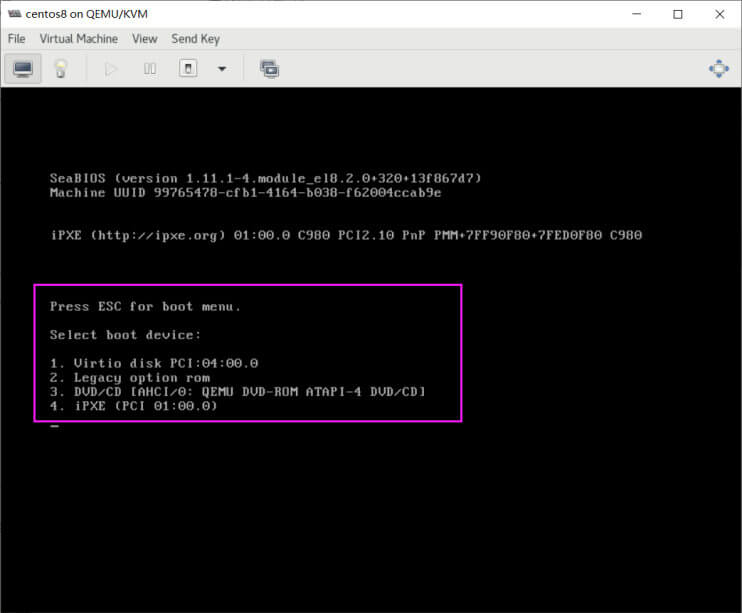 centos8 on QEMU/KVM
File Virtual Machine View Send Key
SeaBIOS (version 1.11.1-4.module_el8.2.0+320+13f867d7)
Machine UUID 99765478-cfb1-4164-b038-f62004ccab9e
iPXE (http://ipxe.org) 01:00.0 C980 PCI2.10 PnP PMM+7FF90F80+7FED0F80 C980
Press ESC for boot menu.
Select boot device:
1. Virtio disk PCI:04:00.0
2. Legacy option rom
3. DVD/CD [AHCI/0: QEMU DVD-ROM ATAPI-4 DVD/CD]
4. iPXE (PCI 01:00.0)